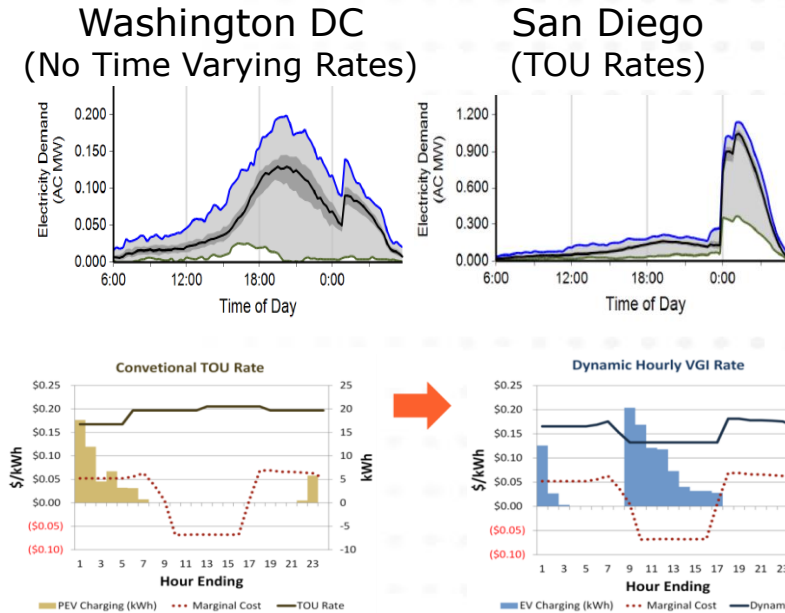 Washington DC
(No Time Varying Rates)
San Diego
(TOU Rates)
Electricity Demand
(AC MW)
0.200
0.150
0.100
0.050
0.000
6:00 12:00 18:00 0:00
Time of Day
Electricity Demand
(AC MW)
1.200
0.900
0.600
0.300
0.000
6:00 12:00 18:00 0:00
Time of Day
Convetional TOU Rate
$/kWh
$0.25
$0.20
$0.15
$0.10
$0.05
$0.00
($0.05)
($0.10)
25
20
15
10
5
0
-5
-10
kWh
1 3 5 7 9 11 13 15 17 19 21 23
Hour Ending
PEV Charging (kWh) Marginal Cost TOU Rate
Dynamic Hourly VGI Rate
$/kWh
$0.25
$0.20
$0.15
$0.10
$0.05
$0.00
($0.05)
($0.10)
1 3 5 7 9 11 13 15 17 19 21
Hour Ending
EV Charging (kWh) Marginal Cost